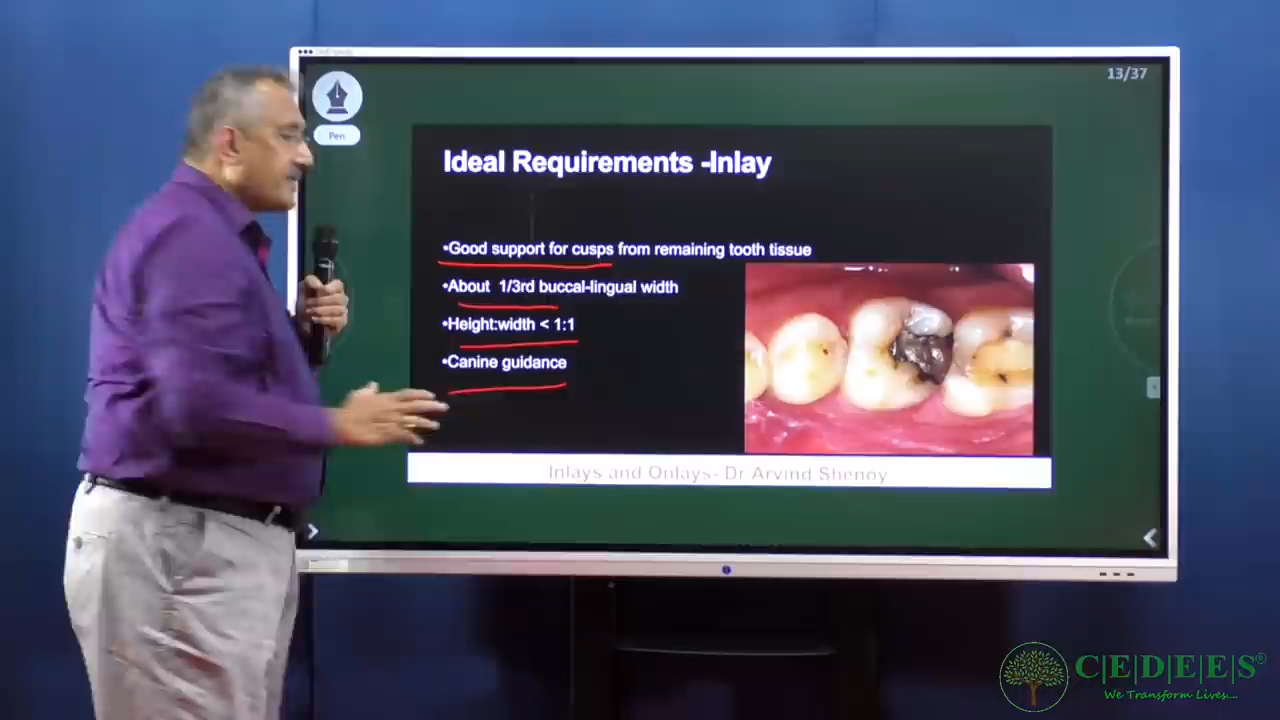 13/37
Pen
Ideal Requirements -Inlay
•Good support for cusps from remaining tooth tissue
•About 1/3rd buccal-lingual width
•Height:width < 1:1
•Canine guidance
Inlays and Onlays- Dr Arvind Shenoy
C|E|D|E|E|S®
We Transform Lives...